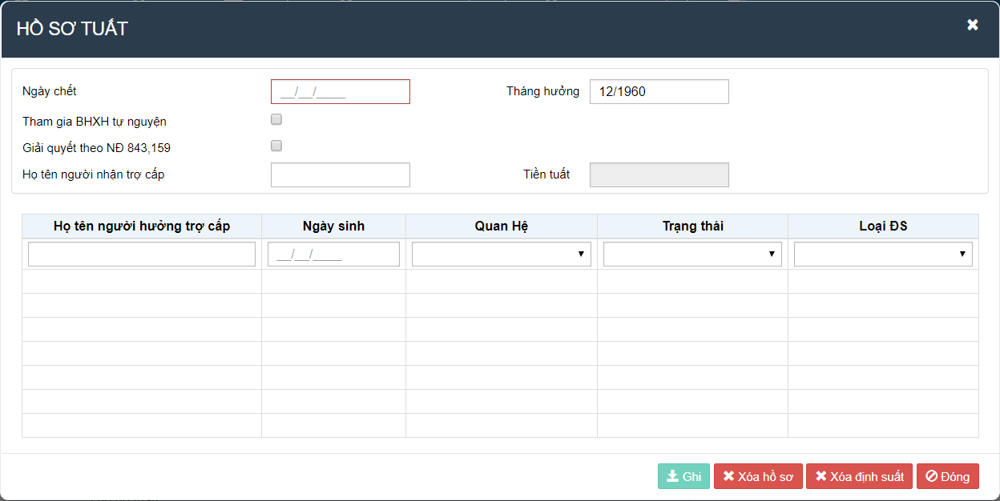 HỒ SƠ TUẤT
Ngày chết __/__/____ Tháng hưởng 12/1960
Tham gia BHXH tự nguyện
Giải quyết theo NĐ 843,159
Họ tên người nhận trợ cấp Tiền tuất
Họ tên người hưởng trợ cấp Ngày sinh Quan Hệ Trạng thái Loại ĐS
__/__/____
Ghi Xóa hồ sơ Xóa định suất Đóng